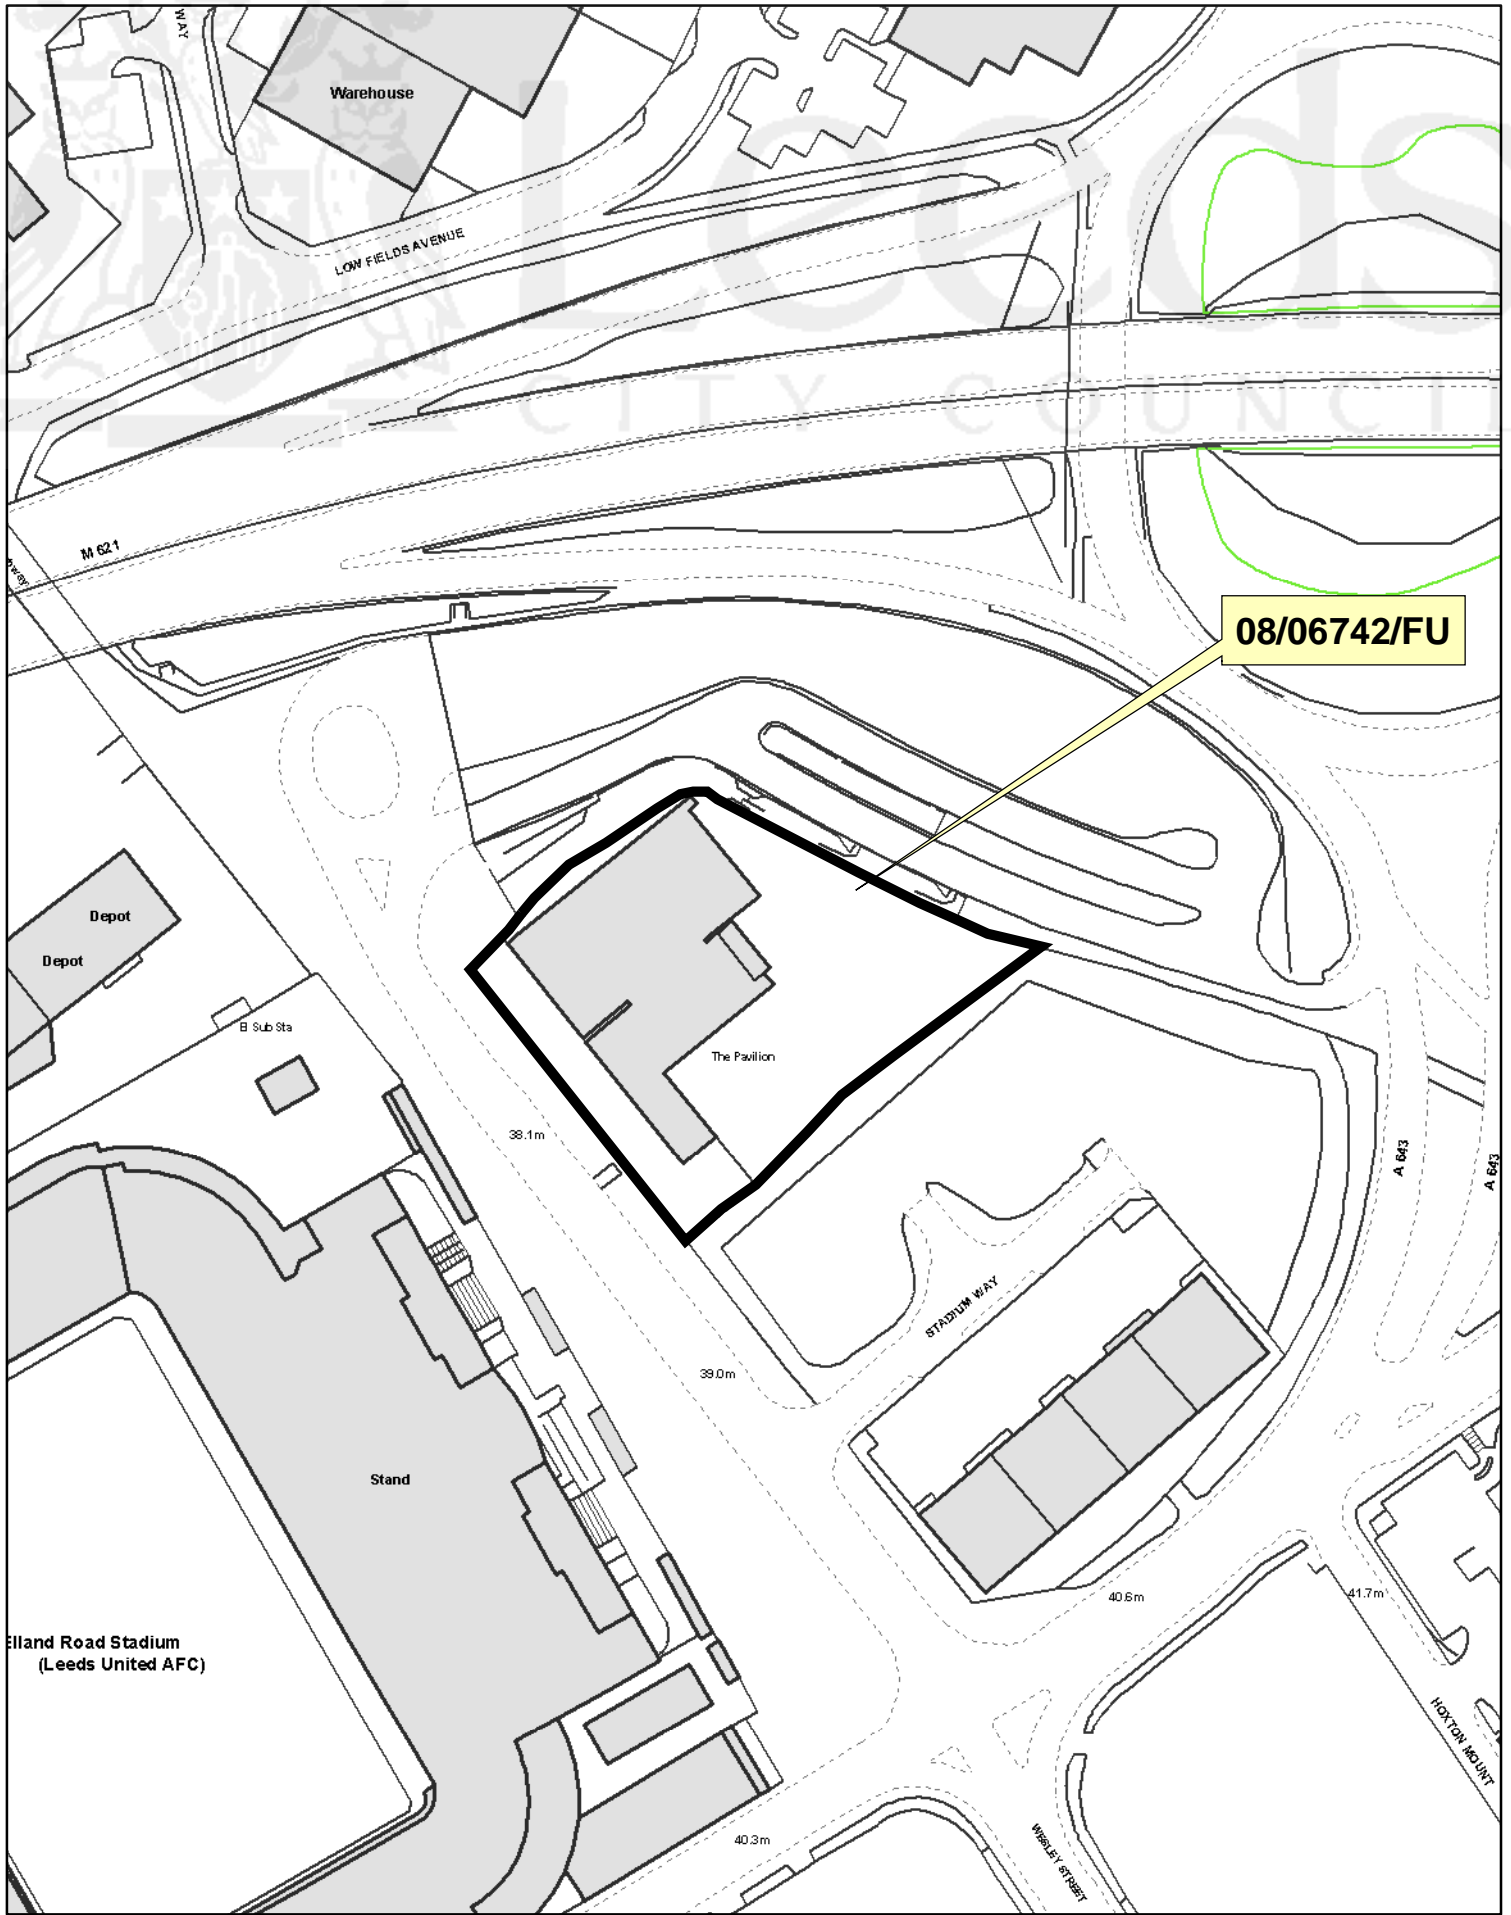 WAY
Warehouse
Leeds
LOW FIELDS AVENUE
CITY COUNCI
M 621
08/06742/FU
Depot
Depot
El Sub Sta
The Pavilion
38.1m
A 643
A 643
STADIUM WAY
39.0m
Stand
40.6m
41.7m
Elland Road Stadium
(Leeds United AFC)
HOXTON MOUNT
40.3m
WESLEY STREET